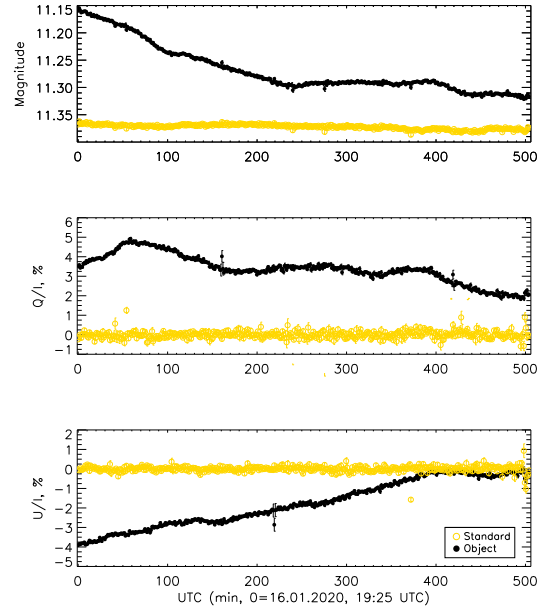 11.15
11.20
11.25
11.30
11.35
Magnitude
0 100 200 300 400 500
6
5
4
3
2
1
0
-1
Q/I, %
0 100 200 300 400 500
2
1
0
-1
-2
-3
-4
-5
U/I, %
Standard
Object
0 100 200 300 400 500
UTC (min, 0=16.01.2020, 19:25 UTC)